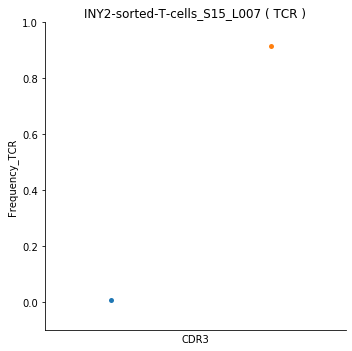 INY2-sorted-T-cells_S15_L007 ( TCR )
1.0
0.8
0.6
0.4
0.2
0.0
Frequency_TCR
CDR3